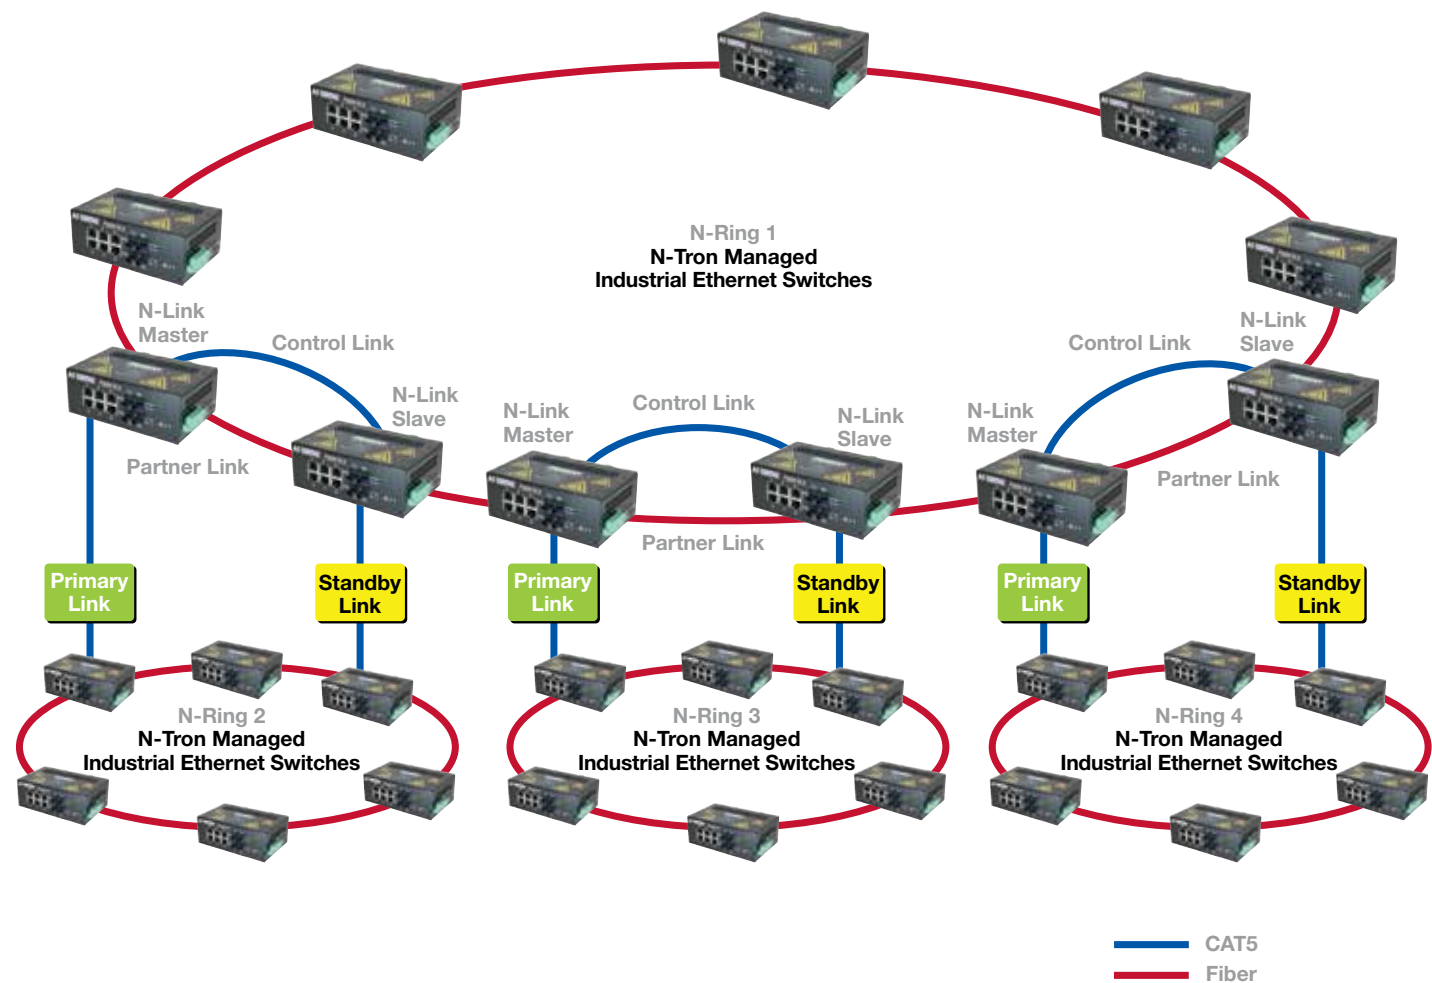 N-Ring 1
N-Tron Managed
Industrial Ethernet Switches
N-Link
Master
Control Link
N-Link
Slave
Partner Link
N-Link
Master
Control Link
N-Link
Slave
Partner Link
N-Link
Master
Control Link
N-Link
Slave
Partner Link
Primary
Link
Standby
Link
Primary
Link
Standby
Link
Primary
Link
Standby
Link
N-Ring 2
N-Tron Managed
Industrial Ethernet Switches
N-Ring 3
N-Tron Managed
Industrial Ethernet Switches
N-Ring 4
N-Tron Managed
Industrial Ethernet Switches
CAT5
Fiber